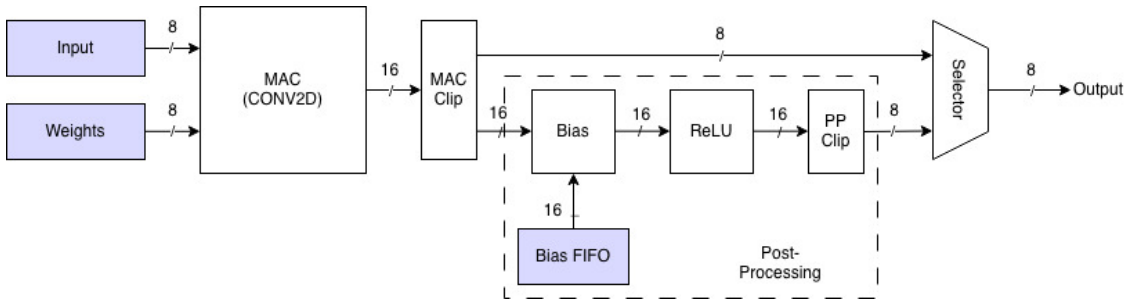 Input
8
Weights
8
MAC
(CONV2D)
16
MAC
Clip
8
16
Bias
16
ReLU
16
PP
Clip
8
16
Bias FIFO
Post-
Processing
Selector
8
Output